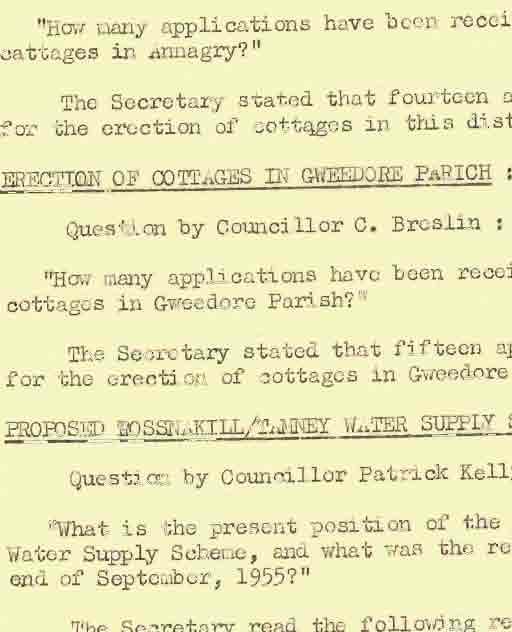 "How many applications have been recei
cattages in Annagry?"
The Secretary stated that fourteen a
for the erection of cottages in this dist
ERECTION OF COTTAGES IN GWEEDORE PARICH :
Question by Councillor C. Breslin :
"How many applications have been recei
cottages in Gweedore Parish?"
The Secretary stated that fifteen ap
for the erection of cottages in Gweedore
PROPOSED WATER SUPPLY S
Question by Councillor Patrick Kell
"What is the present position of the
Water Supply Scheme, and what was the re
end of September, 1955?"
The Secretary read the following re